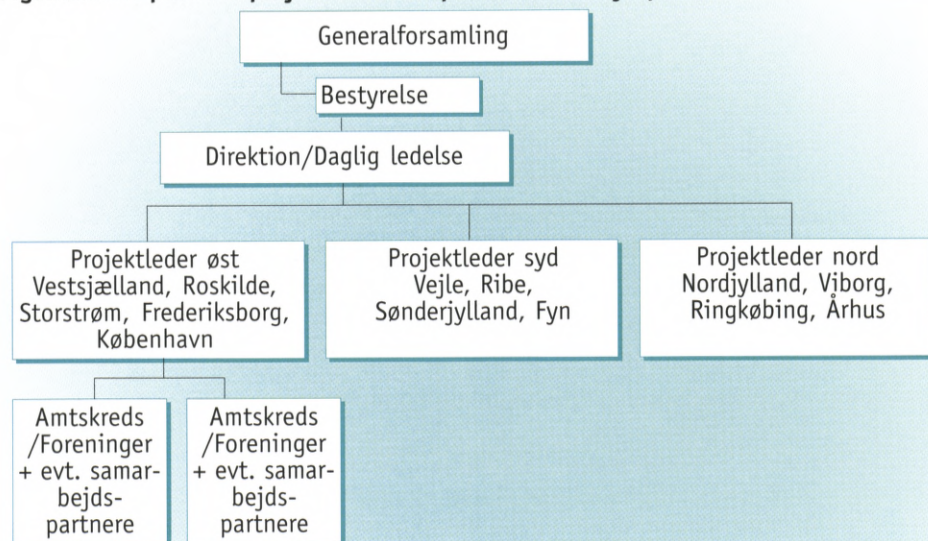 Generalforsamling
Bestyrelse
Direktion/Daglig ledelse
Projektleder øst
Vestsjælland, Roskilde,
Storstrøm, Frederiksborg,
København
Projektleder syd
Vejle, Ribe,
Sønderjylland, Fyn
Projektleder nord
Nordjylland, Viborg,
Ringkøbing, Århus
Amtskreds
/Foreninger
+ evt. samar-
bejds-
partnere
Amtskreds
/Foreninger
+ evt. samar-
bejds-
partnere